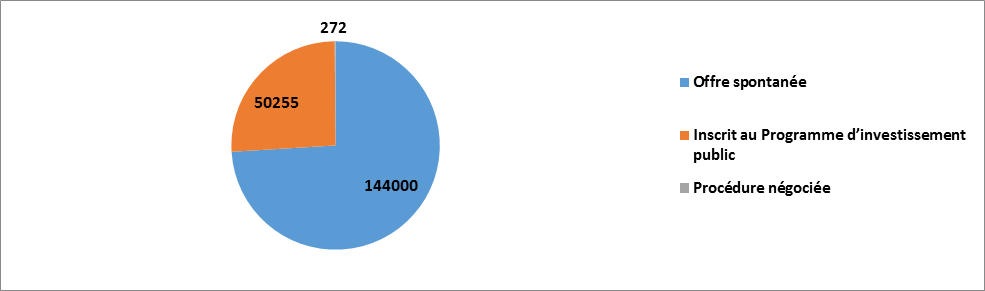 272
50255
144000
Offre spontanée
Inscrit au Programme d’investissement
public
Procédure négociée